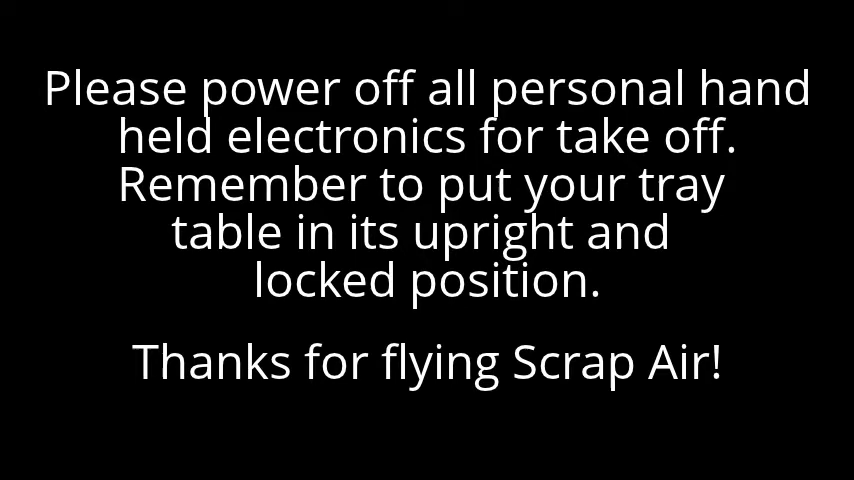 Please power off all personal hand
held electronics for take off.
Remember to put your tray
table in its upright and
locked position.
Thanks for flying Scrap Air!